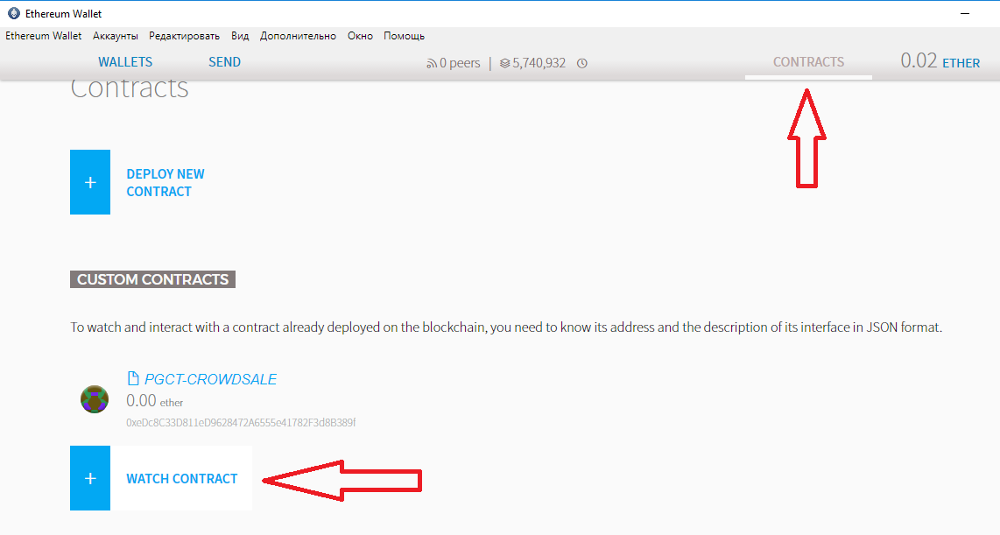 Ethereum Wallet
Ethereum Wallet Аккаунты Редактировать Вид Дополнительно Окно Помощь
WALLETS SEND 0 peers | 5,740,932 CONTRACTS 0.02 ETHER
Contracts
+ DEPLOY NEW
CONTRACT
CUSTOM CONTRACTS
To watch and interact with a contract already deployed on the blockchain, you need to know its address and the description of its interface in JSON format.
PGCT-CROWDSALE
0.00 ether
0xeDc8C33D811eD9628472A6555e41782F3d8B389f
+ WATCH CONTRACT